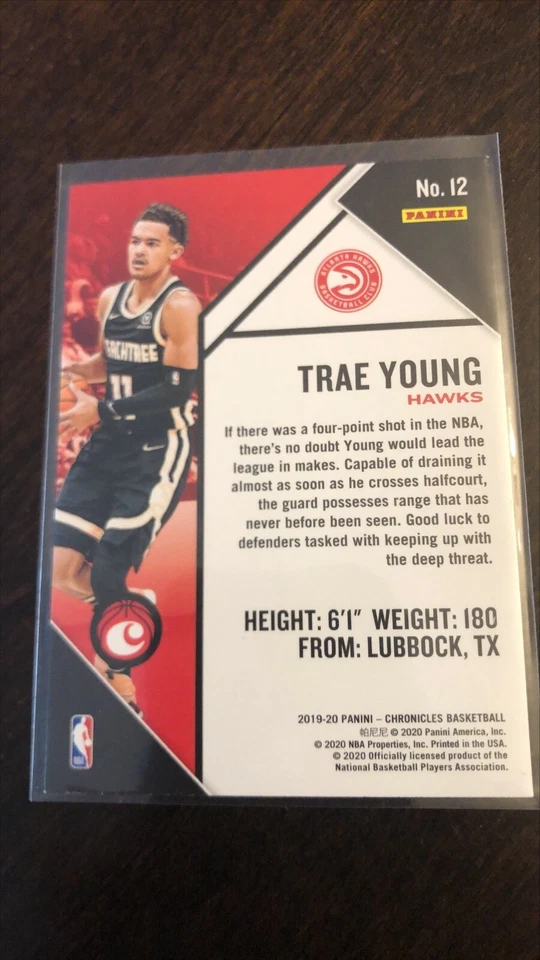 No. 12
PANINI
ATLANTA HAWKS
BASKETBALL CLUB
TRAE YOUNG
HAWKS
If there was a four-point shot in the NBA,
there's no doubt Young would lead the
league in makes. Capable of draining it
almost as soon as he crosses halfcourt,
the guard possesses range that has
never before been seen. Good luck to
defenders tasked with keeping up with
the deep threat.
HEIGHT: 6'1" WEIGHT: 180
FROM: LUBBOCK, TX
2019-20 PANINI – CHRONICLES BASKETBALL
帕尼尼 © 2020 Panini America, Inc.
© 2020 NBA Properties, Inc. Printed in the USA.
© 2020 Officially licensed product of the
National Basketball Players Association.
EACHTREE
11
C
NBA